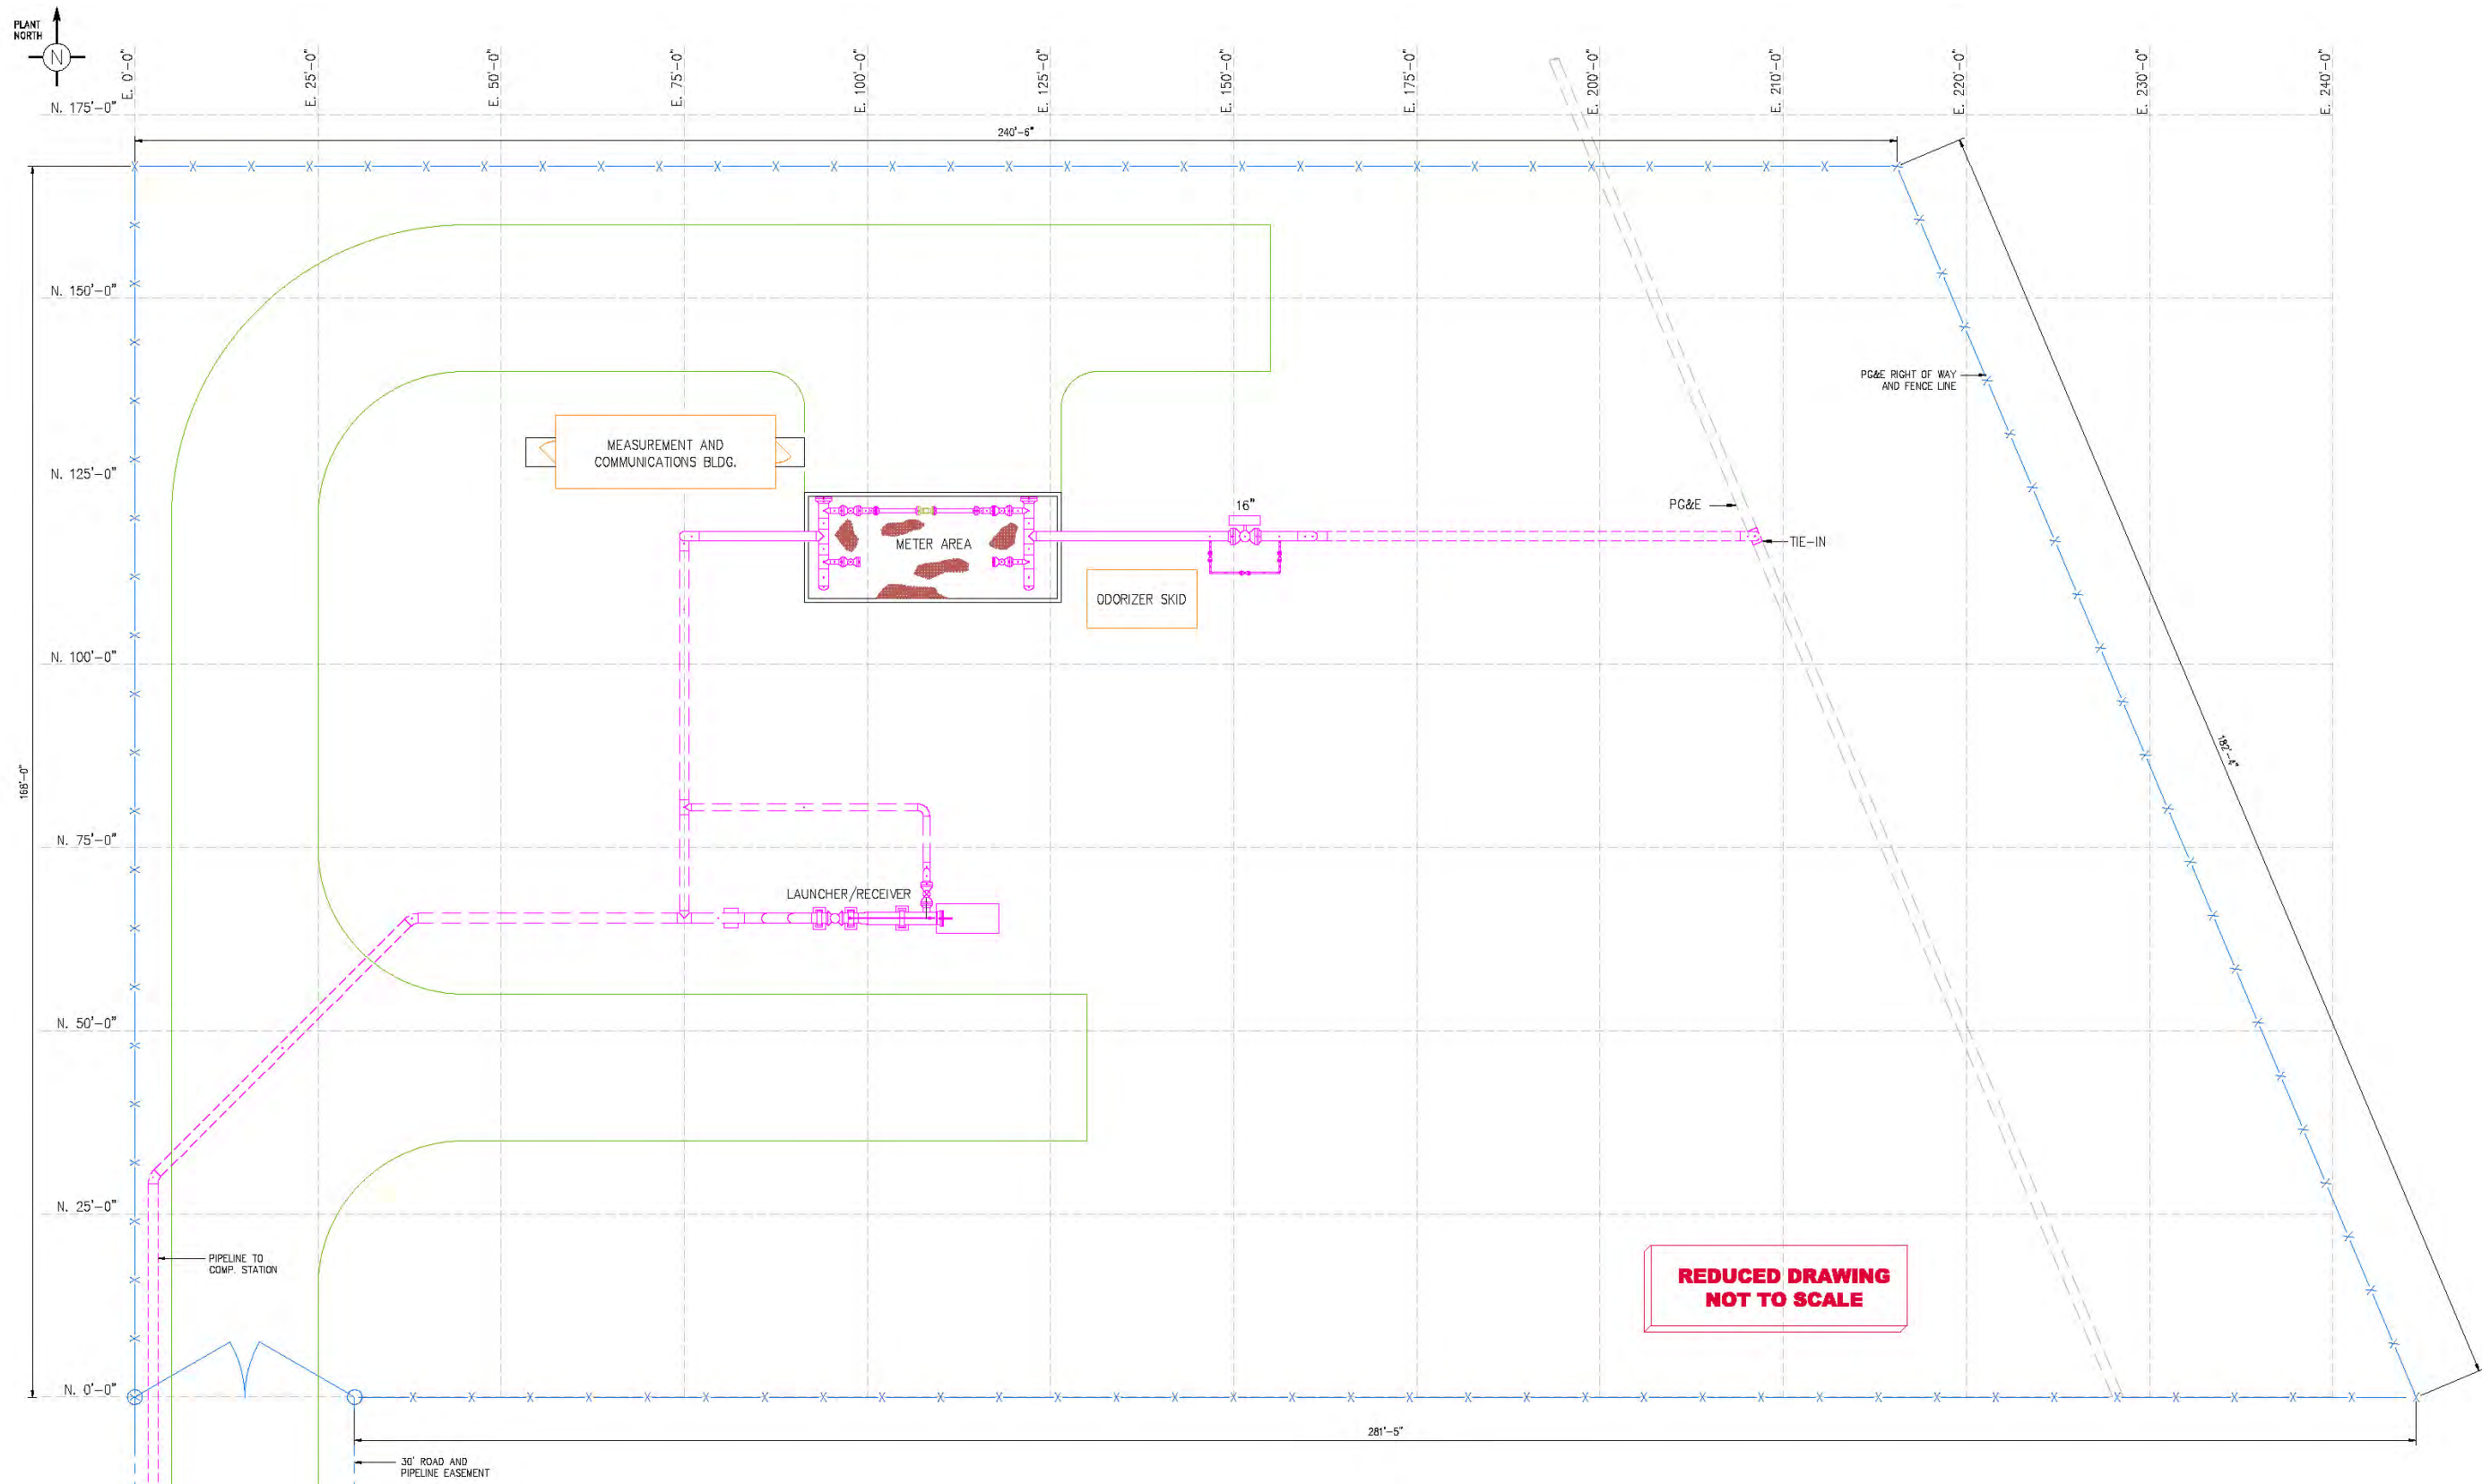 PLANT
NORTH
N
E. 0'-0"
E. 25'-0"
E. 50'-0"
E. 75'-0"
E. 100'-0"
E. 125'-0"
E. 150'-0"
E. 175'-0"
E. 200'-0"
E. 210'-0"
E. 220'-0"
E. 230'-0"
E. 240'-0"
N. 175'-0"
240'-6"
N. 150'-0"
PG&E RIGHT OF WAY
AND FENCE LINE
MEASUREMENT AND
COMMUNICATIONS BLDG.
N. 125'-0"
16"
PG&E
METER AREA
TIE-IN
ODORIZER SKID
N. 100'-0"
182'-4"
168'-0"
N. 75'-0"
LAUNCHER/RECEIVER
N. 50'-0"
N. 25'-0"
PIPELINE TO
COMP. STATION
REDUCED DRAWING
NOT TO SCALE
N. 0'-0"
281'-5"
30' ROAD AND
PIPELINE EASEMENT